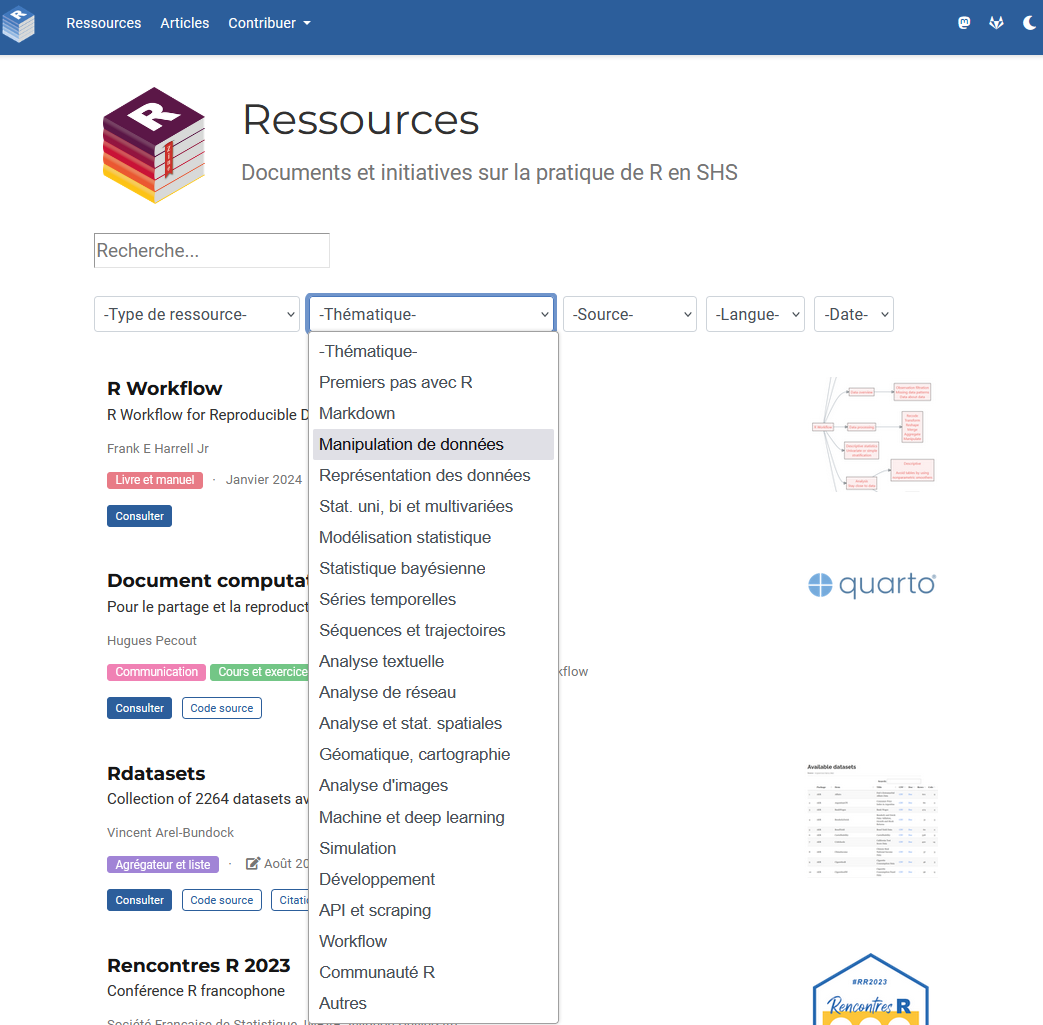 Ressources Articles Contribuer
Ressources
Documents et initiatives sur la pratique de R en SHS
Recherche...
-Type de ressource- -Thématique- -Source- -Langue- -Date-
-Thématique-
Premiers pas avec R
Markdown
Manipulation de données
Représentation des données
Stat. uni, bi et multivariées
Modélisation statistique
Statistique bayésienne
Séries temporelles
Séquences et trajectoires
Analyse textuelle
Analyse de réseau
Analyse et stat. spatiales
Géomatique, cartographie
Analyse d'images
Machine et deep learning
Simulation
Développement
API et scraping
Workflow
Communauté R
Autres
R Workflow
R Workflow for Reproducible D
Frank E Harrell Jr
Livre et manuel · Janvier 2024
Consulter
Document computat
Pour le partage et la reproduct
Hugues Pecout
Communication Cours et exercice kflow
Consulter Code source
quarto
Rdatasets
Collection of 2264 datasets av
Vincent Arel-Bundock
Agrégateur et liste · Août 20
Consulter Code source Citati
Available datasets
Rencontres R 2023
Conférence R francophone
Société Française de Statistique,
#RR2023
Rencontres R